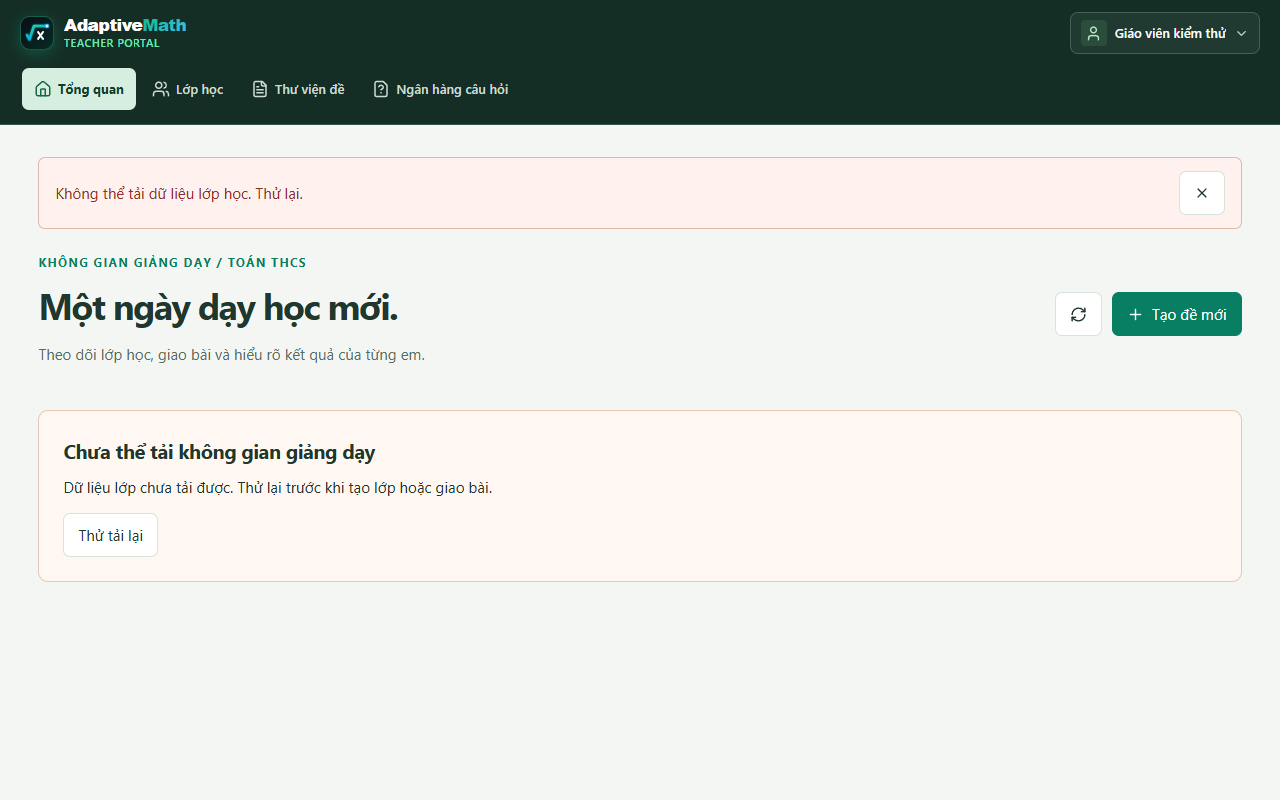 AdaptiveMath
TEACHER PORTAL
Giáo viên kiểm thử
Tổng quan
Lớp học
Thư viện đề
Ngân hàng câu hỏi
Không thể tải dữ liệu lớp học. Thử lại.
KHÔNG GIAN GIẢNG DẠY / TOÁN THCS
Một ngày dạy học mới.
Tạo đề mới
Theo dõi lớp học, giao bài và hiểu rõ kết quả của từng em.
Chưa thể tải không gian giảng dạy
Dữ liệu lớp chưa tải được. Thử lại trước khi tạo lớp hoặc giao bài.
Thử tải lại